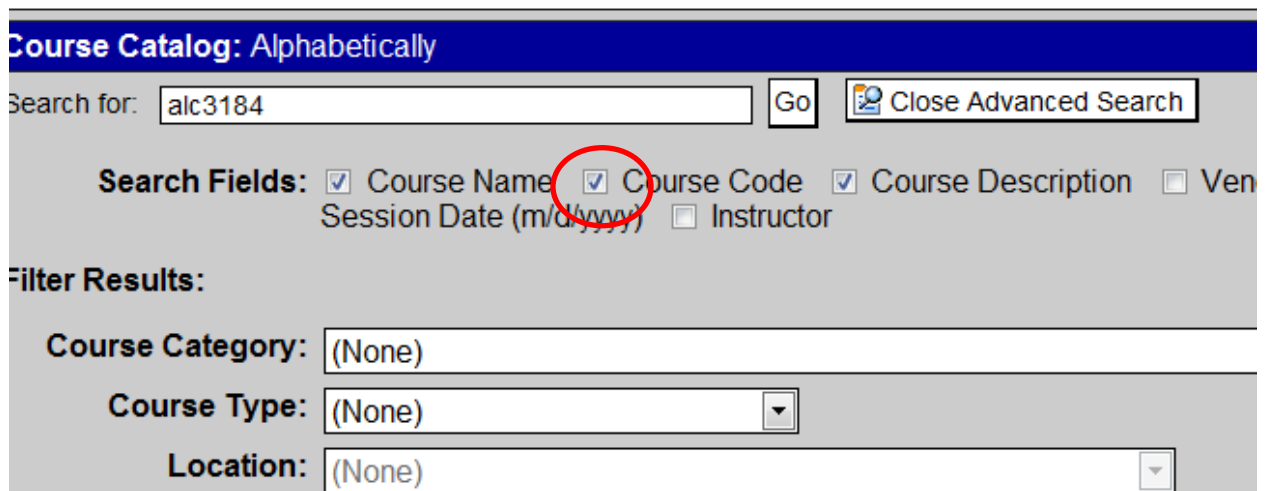 Course Catalog: Alphabetically
Search for: alc3184 Go Close Advanced Search
Search Fields: Course Name Course Code Course Description Ven
Session Date (m/d/yyyy) Instructor
Filter Results:
Course Category: (None)
Course Type: (None)
Location: (None)